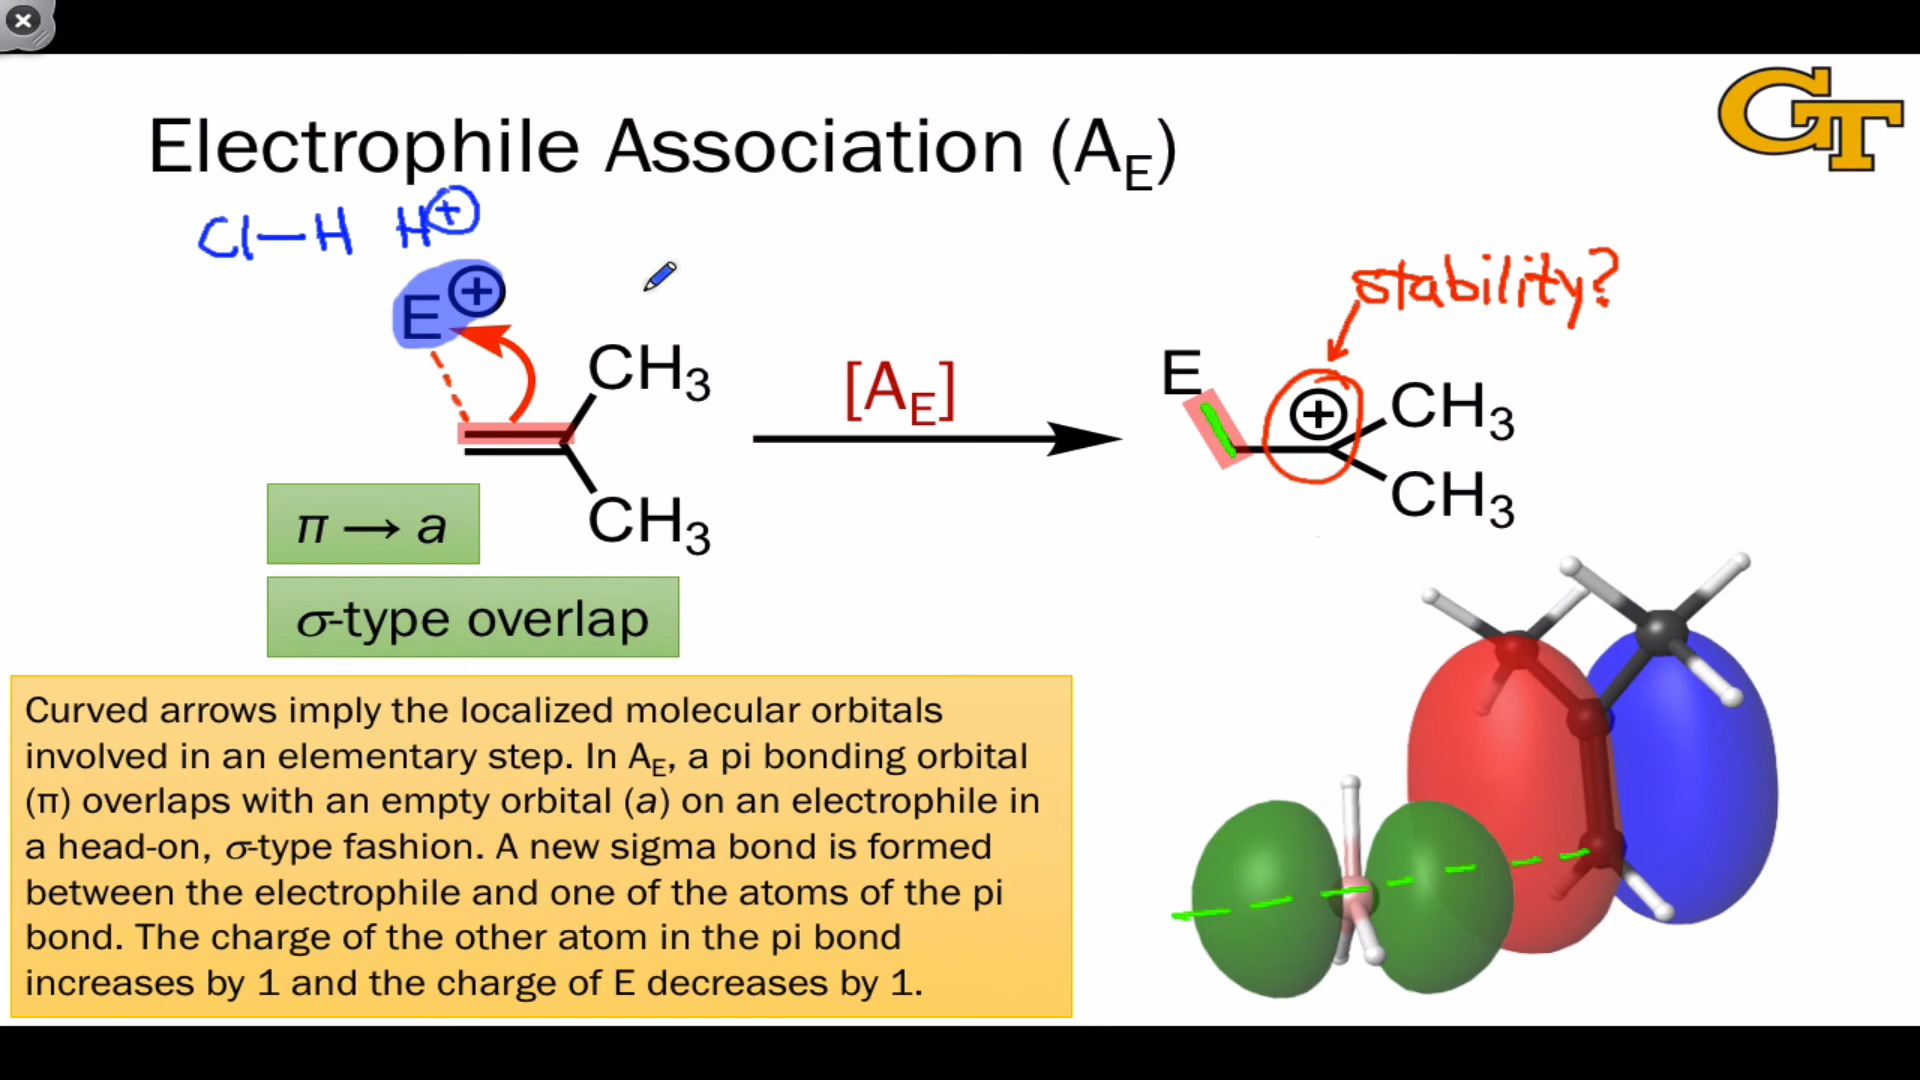 Electrophile Association (AE)
GT
Cl—H H⊕
stability?
E⊕
CH3
[AE]
E
⊕
CH3
CH3
CH3
π → a
σ-type overlap
Curved arrows imply the localized molecular orbitals
involved in an elementary step. In AE, a pi bonding orbital
(π) overlaps with an empty orbital (a) on an electrophile in
a head-on, σ-type fashion. A new sigma bond is formed
between the electrophile and one of the atoms of the pi
bond. The charge of the other atom in the pi bond
increases by 1 and the charge of E decreases by 1.